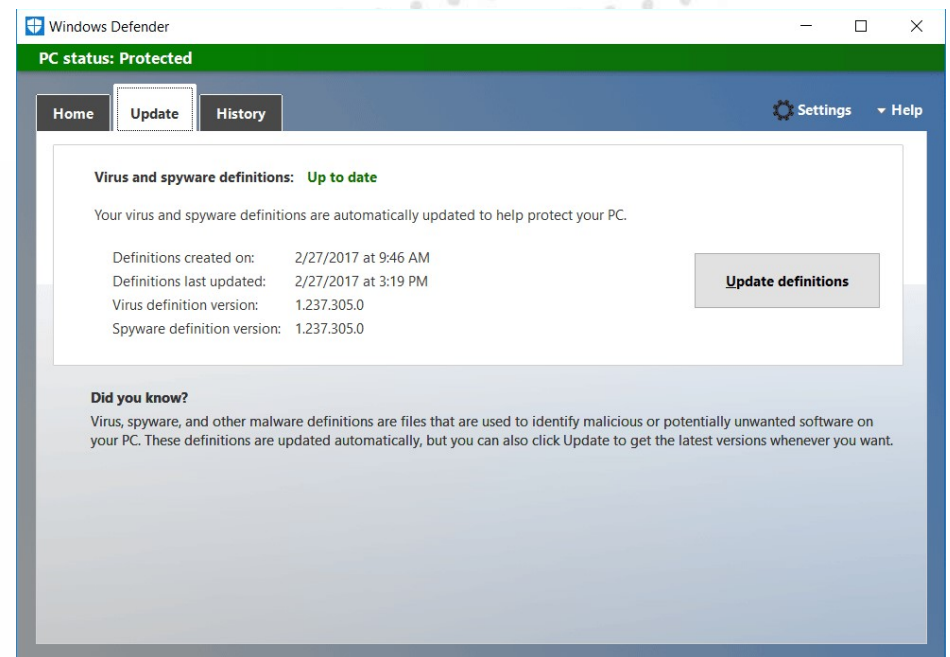 Windows Defender
PC status: Protected
Home Update History Settings Help
Virus and spyware definitions: Up to date
Your virus and spyware definitions are automatically updated to help protect your PC.
Definitions created on: 2/27/2017 at 9:46 AM
Definitions last updated: 2/27/2017 at 3:19 PM
Update definitions
Virus definition version: 1.237.305.0
Spyware definition version: 1.237.305.0
Did you know?
Virus, spyware, and other malware definitions are files that are used to identify malicious or potentially unwanted software on
your PC. These definitions are updated automatically, but you can also click Update to get the latest versions whenever you want.